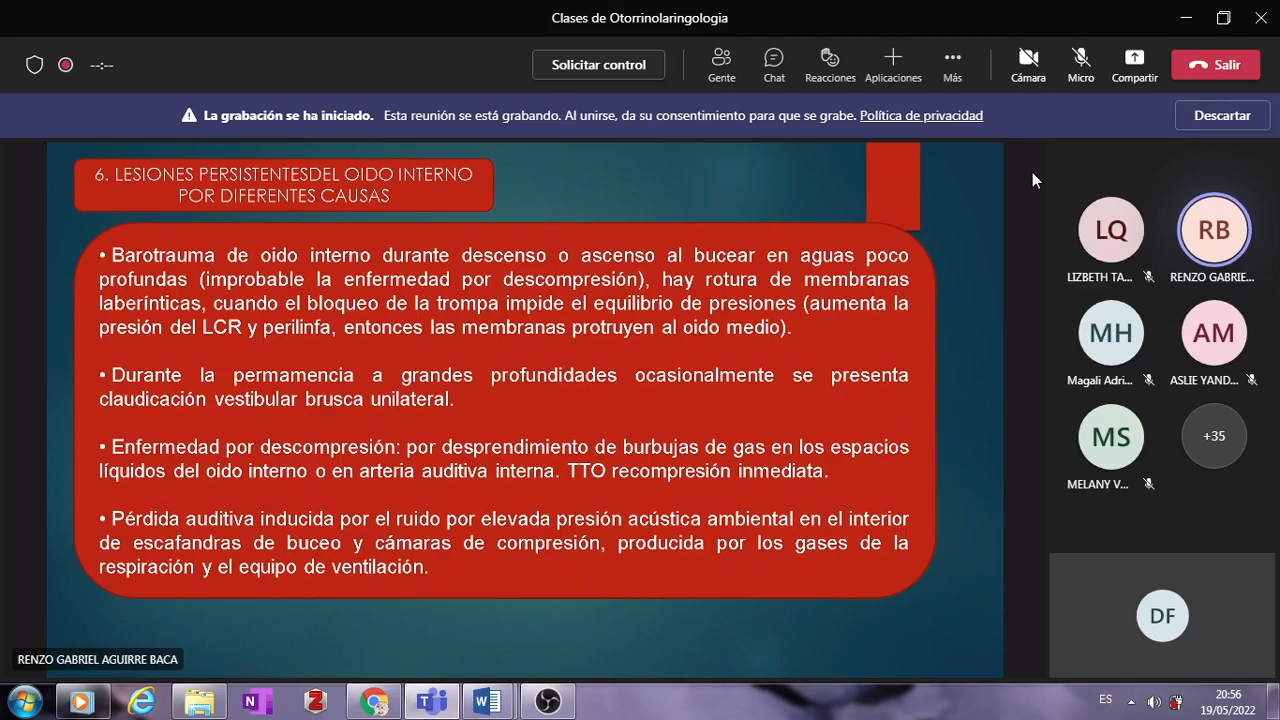 Clases de Otorrinolaringologia
--:--
Solicitar control
Gente
Chat
Reacciones
Aplicaciones
Más
Cámara
Micro
Compartir
Salir
La grabación se ha iniciado. Esta reunión se está grabando. Al unirse, da su consentimiento para que se grabe. Política de privacidad
Descartar
6. LESIONES PERSISTENTESDEL OIDO INTERNO
POR DIFERENTES CAUSAS
• Barotrauma de oido interno durante descenso o ascenso al bucear en aguas poco
profundas (improbable la enfermedad por descompresión), hay rotura de membranas
laberínticas, cuando el bloqueo de la trompa impide el equilibrio de presiones (aumenta la
presión del LCR y perilinfa, entonces las membranas protruyen al oido medio).
• Durante la permamencia a grandes profundidades ocasionalmente se presenta
claudicación vestibular brusca unilateral.
• Enfermedad por descompresión: por desprendimiento de burbujas de gas en los espacios
líquidos del oido interno o en arteria auditiva interna. TTO recompresión inmediata.
• Pérdida auditiva inducida por el ruido por elevada presión acústica ambiental en el interior
de escafandras de buceo y cámaras de compresión, producida por los gases de la
respiración y el equipo de ventilación.
RENZO GABRIEL AGUIRRE BACA
LQ
LIZBETH TA...
RB
RENZO GABRIE...
MH
Magali Adri...
AM
ASLIE YAND...
MS
MELANY V...
+35
DF
ES
20:56
19/05/2022